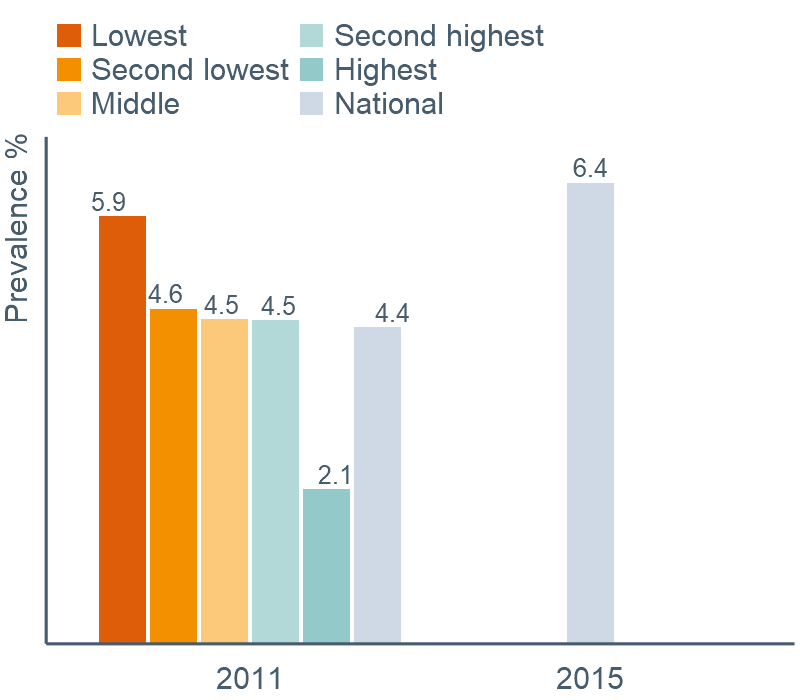 Lowest
Second lowest
Middle
Second highest
Highest
National
Prevalence %
5.9
4.6
4.5
4.5
2.1
4.4
6.4
2011
2015